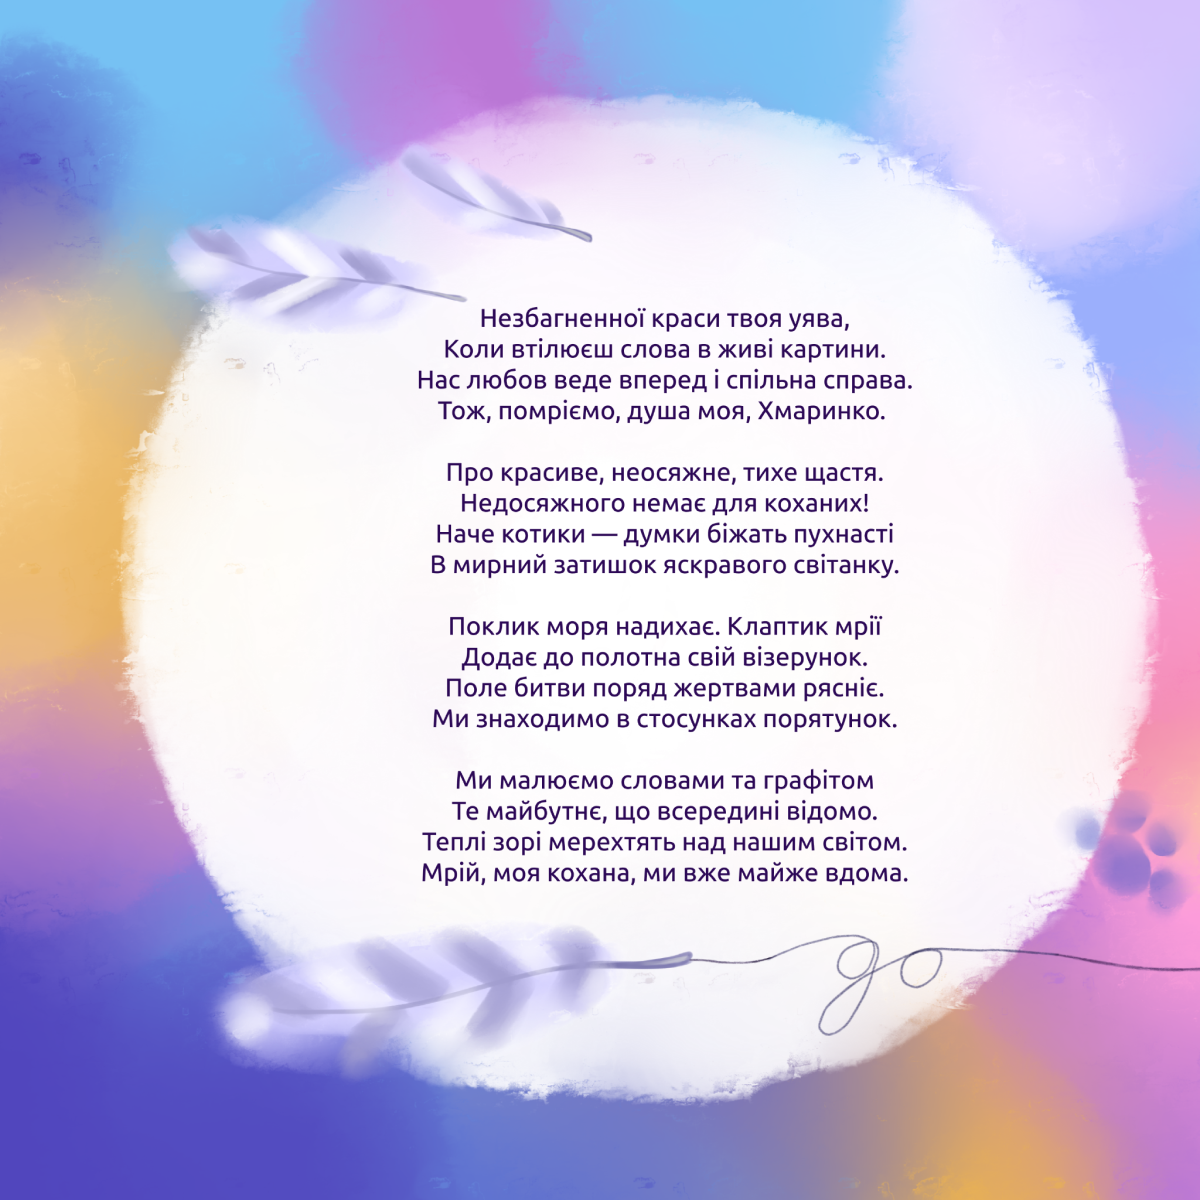 Незбагненної краси твоя уява,
Коли втілюєш слова в живі картини.
Нас любов веде вперед і спільна справа.
Тож, помріємо, душа моя, Хмаринко.
Про красиве, неосяжне, тихе щастя.
Недосяжного немає для коханих!
Наче котики — думки біжать пухнасті
В мирний затишок яскравого світанку.
Поклик моря надихає. Клаптик мрії
Додає до полотна свій візерунок.
Поле битви поряд жертвами рясніє.
Ми знаходимо в стосунках порятунок.
Ми малюємо словами та графітом
Те майбутнє, що всередині відомо.
Теплі зорі мерехтять над нашим світом.
Мрій, моя кохана, ми вже майже вдома.
до